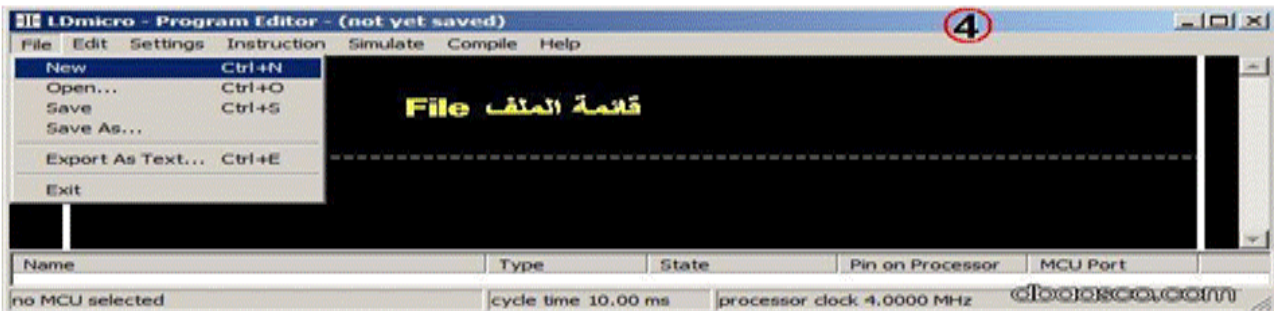 LDmicro - Program Editor - (not yet saved)
4
File Edit Settings Instruction Simulate Compile Help
New Ctrl+N
Open... Ctrl+O
Save Ctrl+S
Save As...
Export As Text... Ctrl+E
Exit
قائمة الملف File
Name Type State Pin on Processor MCU Port
no MCU selected cycle time 10.00 ms processor clock 4.0000 MHz